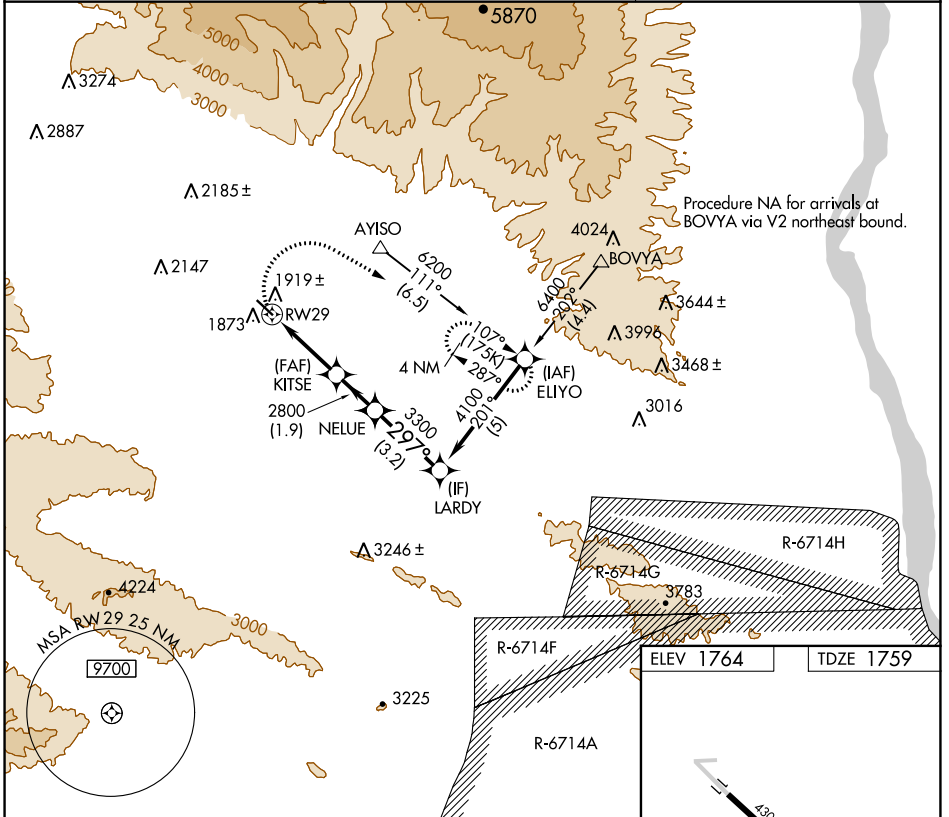 5870
5000
4000
3000
3274
2887
2185 ±
Procedure NA for arrivals at
BOVYA via V2 northeast bound.
AYISO
4024
BOVYA
2147
6200
111°
(6.5)
6400
202°
(4.4)
1919 ±
1873
RW29
3644 ±
3996
107°
(175K)
4 NM
287°
(IAF)
ELIYO
3468 ±
(FAF)
KITSE
2800
(1.9)
NELUE
3300
297°
(3.2)
4100
201°
(5)
3016
(IF)
LARDY
R-6714H
3246 ±
R-6714G
3783
4224
3000
MSA RW 29 25 NM
9700
R-6714F
ELEV 1764
TDZE 1759
3225
R-6714A